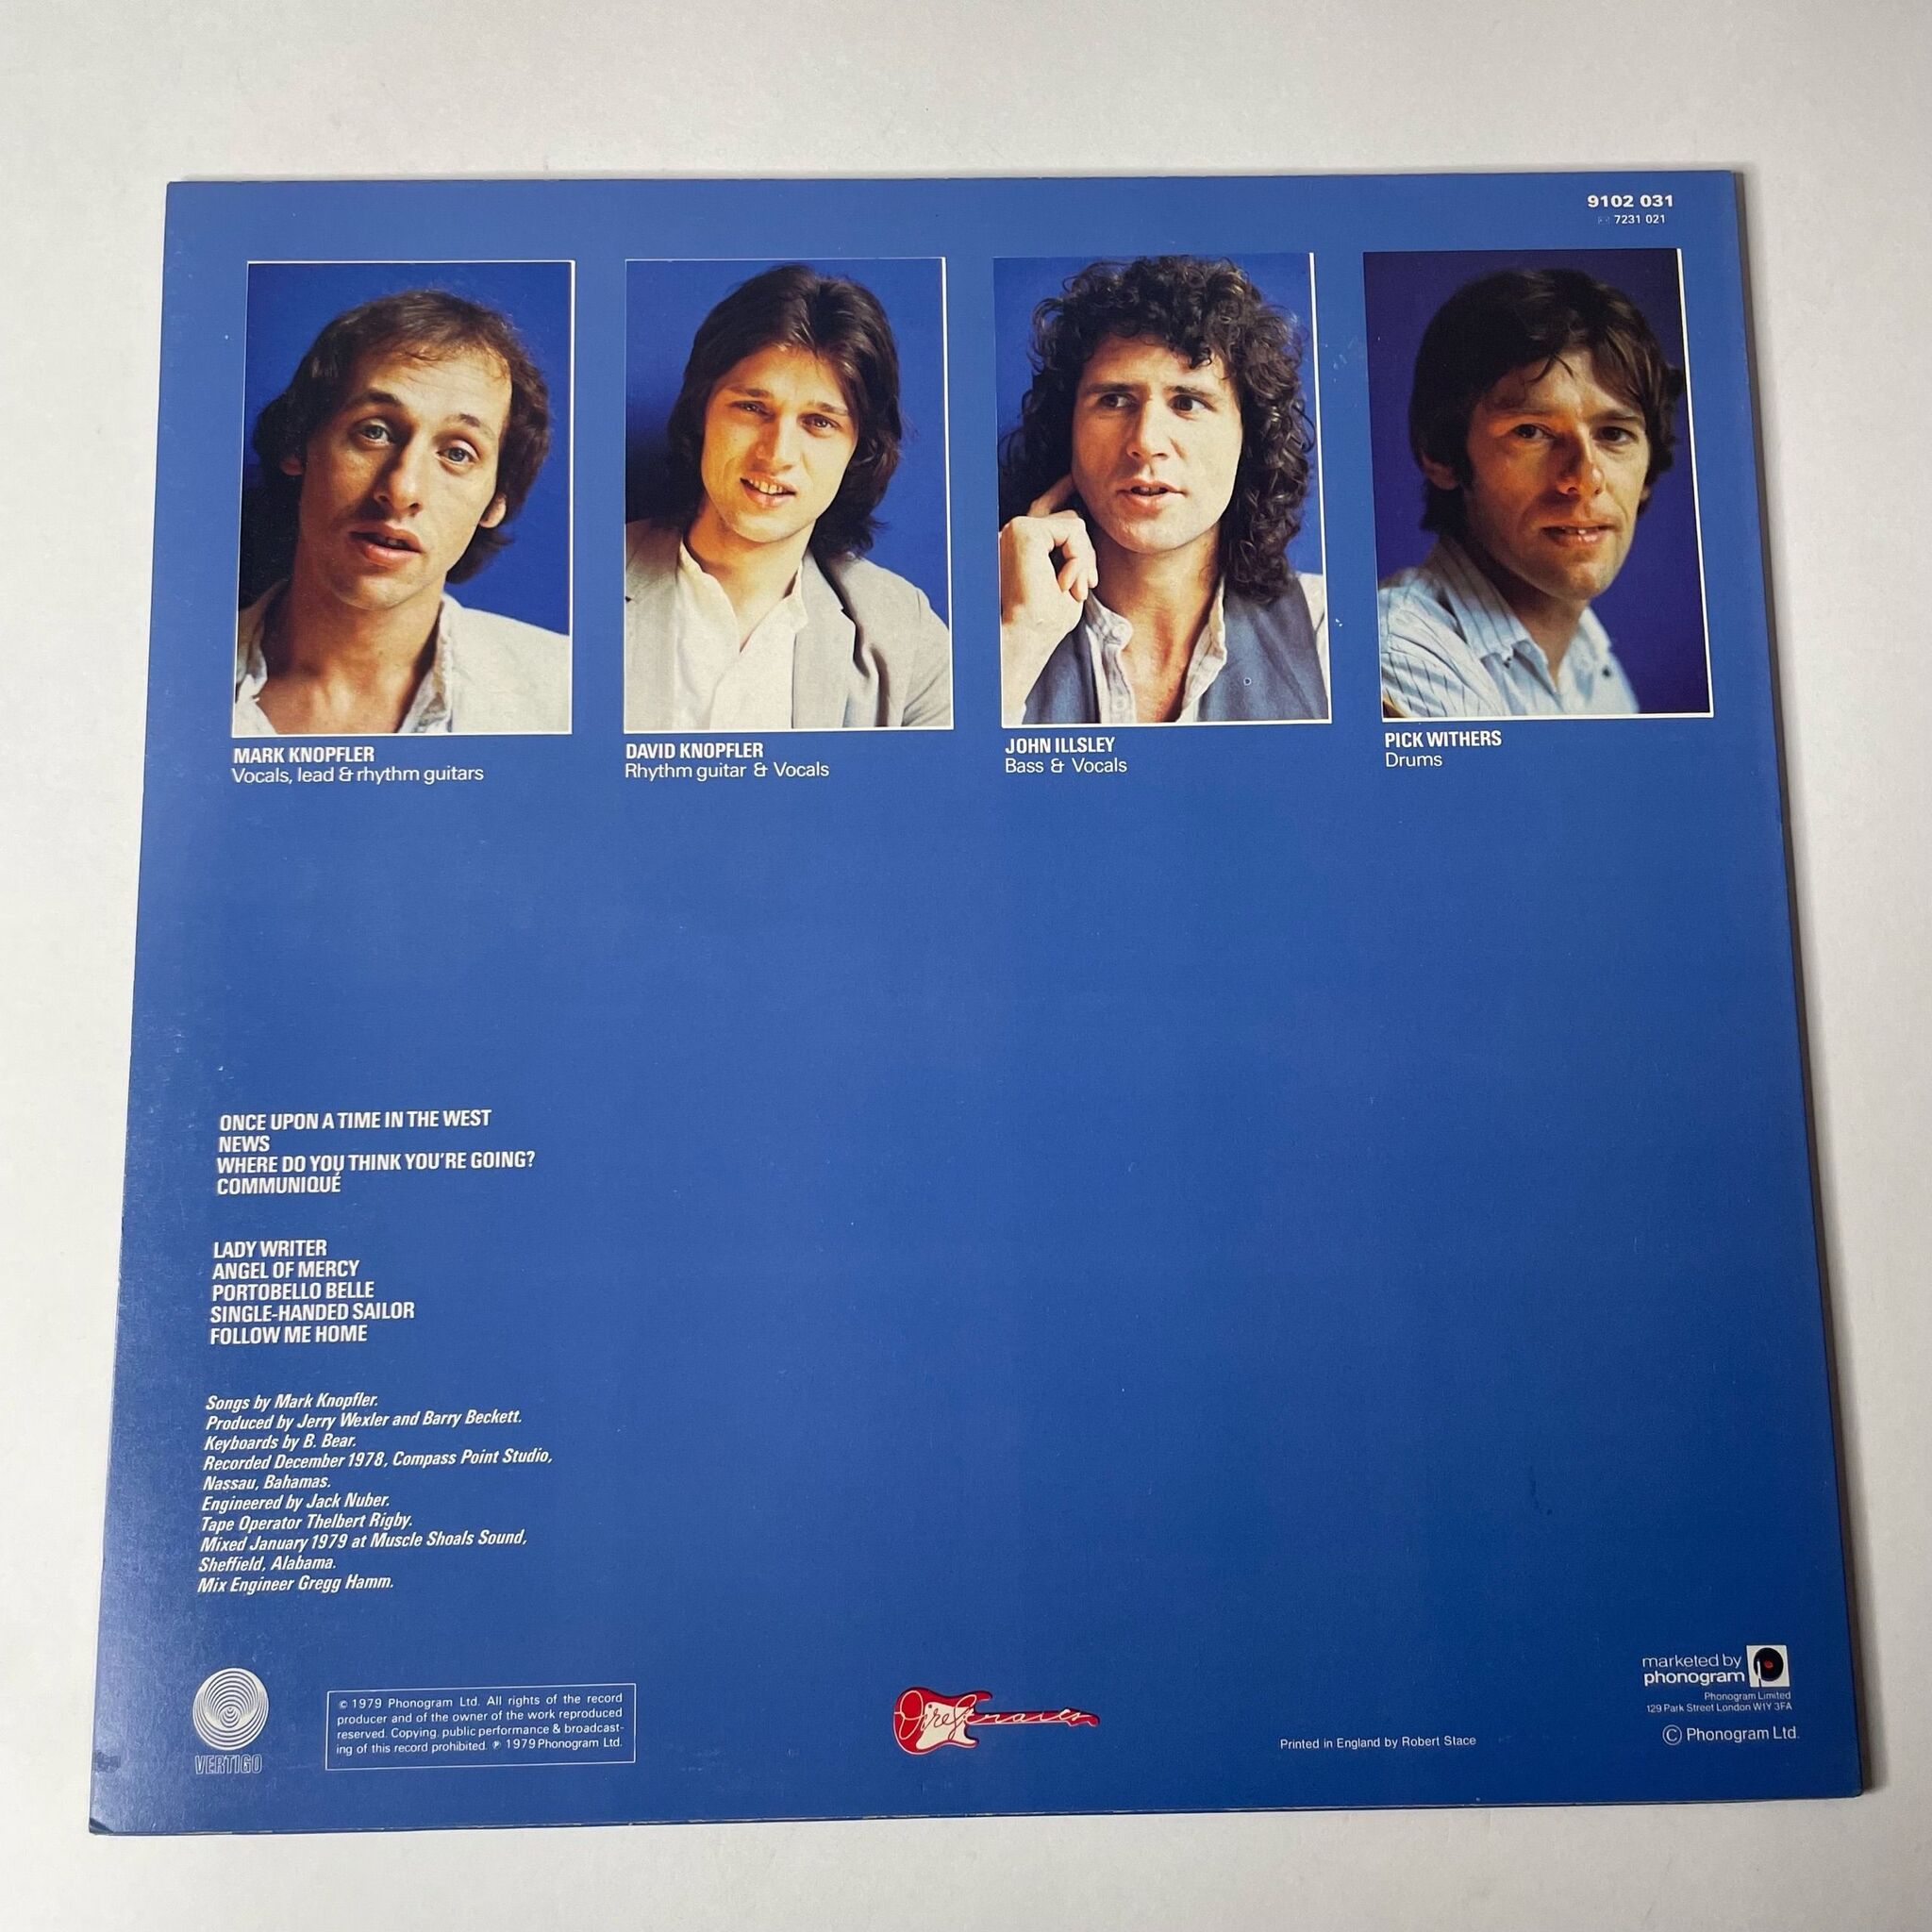 9102 031
7231 021
MARK KNOPFLER
Vocals, lead & rhythm guitars
DAVID KNOPFLER
Rhythm guitar & Vocals
JOHN ILLSLEY
Bass & Vocals
PICK WITHERS
Drums
ONCE UPON A TIME IN THE WEST
NEWS
WHERE DO YOU THINK YOU'RE GOING?
COMMUNIQUÉ
LADY WRITER
ANGEL OF MERCY
PORTOBELLO BELLE
SINGLE-HANDED SAILOR
FOLLOW ME HOME
Songs by Mark Knopfler.
Produced by Jerry Wexler and Barry Beckett.
Keyboards by B. Bear.
Recorded December 1978, Compass Point Studio,
Nassau, Bahamas.
Engineered by Jack Nuber.
Tape Operator Thelbert Rigby.
Mixed January 1979 at Muscle Shoals Sound,
Sheffield, Alabama.
Mix Engineer Gregg Hamm.
VERTIGO
© 1979 Phonogram Ltd. All rights of the record
producer and of the owner of the work reproduced
reserved. Copying, public performance & broadcast-
ing of this record prohibited. ℗ 1979 Phonogram Ltd.
Dire Straits
Printed in England by Robert Stace
marketed by
phonogram
Phonogram Limited
129 Park Street London W1Y 3FA
© Phonogram Ltd.